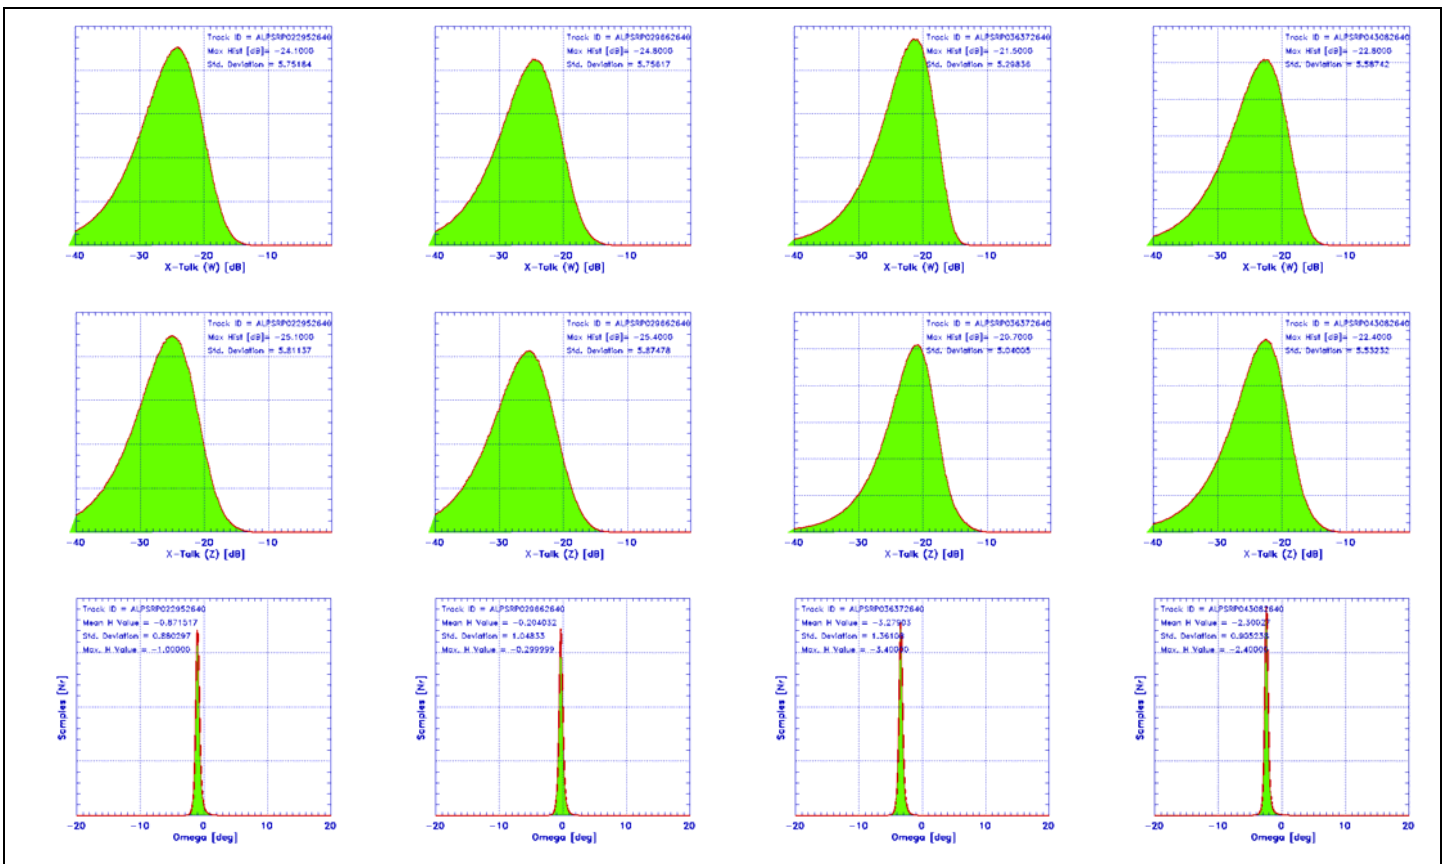 Track ID = ALPSRP022952640
Max Hist [dB]= -24.1000
Std. Deviation = 5.75184
-40 -30 -20 -10
X-Talk (W) [dB]
Track ID = ALPSRP029662640
Max Hist [dB]= -24.8000
Std. Deviation = 5.75617
-40 -30 -20 -10
X-Talk (W) [dB]
Track ID = ALPSRP036372640
Max Hist [dB]= -21.5000
Std. Deviation = 5.29836
-40 -30 -20 -10
X-Talk (W) [dB]
Track ID = ALPSRP043082640
Max Hist [dB]= -22.8000
Std. Deviation = 5.58742
-40 -30 -20 -10
X-Talk (W) [dB]
Track ID = ALPSRP022952640
Max Hist [dB]= -25.1000
Std. Deviation = 5.81137
-40 -30 -20 -10
X-Talk (Z) [dB]
Track ID = ALPSRP029662640
Max Hist [dB]= -25.4000
Std. Deviation = 5.87478
-40 -30 -20 -10
X-Talk (Z) [dB]
Track ID = ALPSRP036372640
Max Hist [dB]= -20.7000
Std. Deviation = 5.04005
-40 -30 -20 -10
X-Talk (Z) [dB]
Track ID = ALPSRP043082640
Max Hist [dB]= -22.4000
Std. Deviation = 5.53232
-40 -30 -20 -10
X-Talk (Z) [dB]
Track ID = ALPSRP022952640
Mean H Value = -0.871517
Std. Deviation = 0.880297
Max. H Value = -1.00000
Samples [Nr]
-20 -10 0 10 20
Omega [deg]
Track ID = ALPSRP029662640
Mean H Value = -0.204032
Std. Deviation = 1.04833
Max. H Value = -0.299999
Samples [Nr]
-20 -10 0 10 20
Omega [deg]
Track ID = ALPSRP036372640
Mean H Value = -3.27903
Std. Deviation =
Max. H Value = -3.40000
Samples [Nr]
-20 -10 0 10 20
Omega [deg]
Track ID = ALPSRP043082640
Mean H Value =
Std. Deviation =
Max. H Value =
Samples [Nr]
-20 -10 0 10 20
Omega [deg]